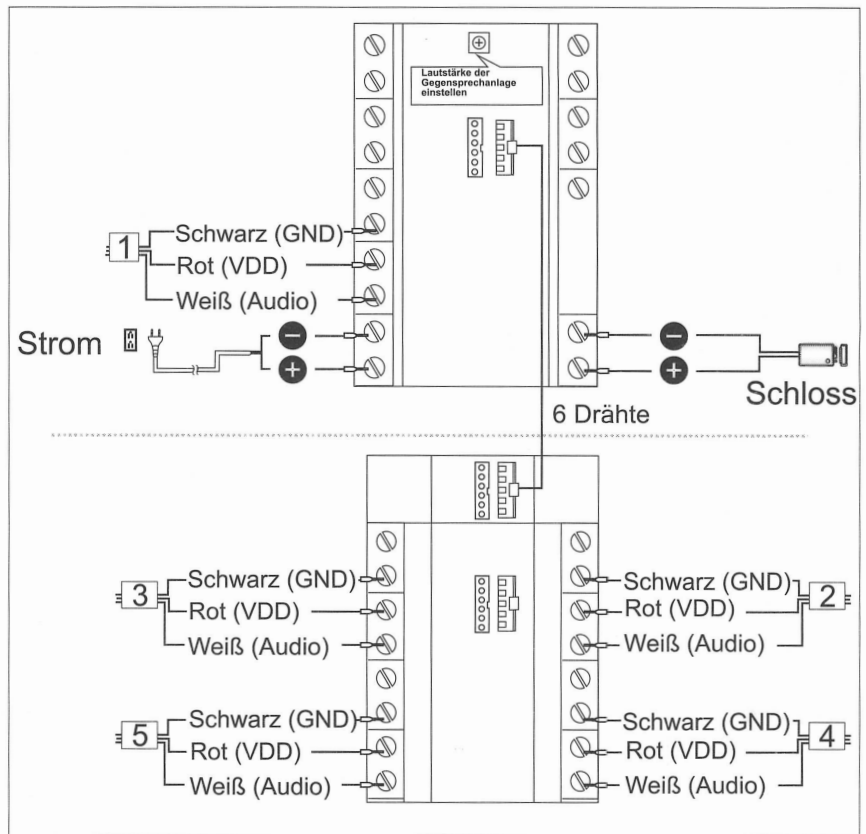 Lautstärke der
Gegensprechanlage
einstellen
1
Schwarz (GND)
Rot (VDD)
Weiß (Audio)
Strom
−
+
−
+
Schloss
6 Drähte
3
Schwarz (GND)
Rot (VDD)
Weiß (Audio)
Schwarz (GND)
Rot (VDD)
Weiß (Audio)
2
5
Schwarz (GND)
Rot (VDD)
Weiß (Audio)
Schwarz (GND)
Rot (VDD)
Weiß (Audio)
4